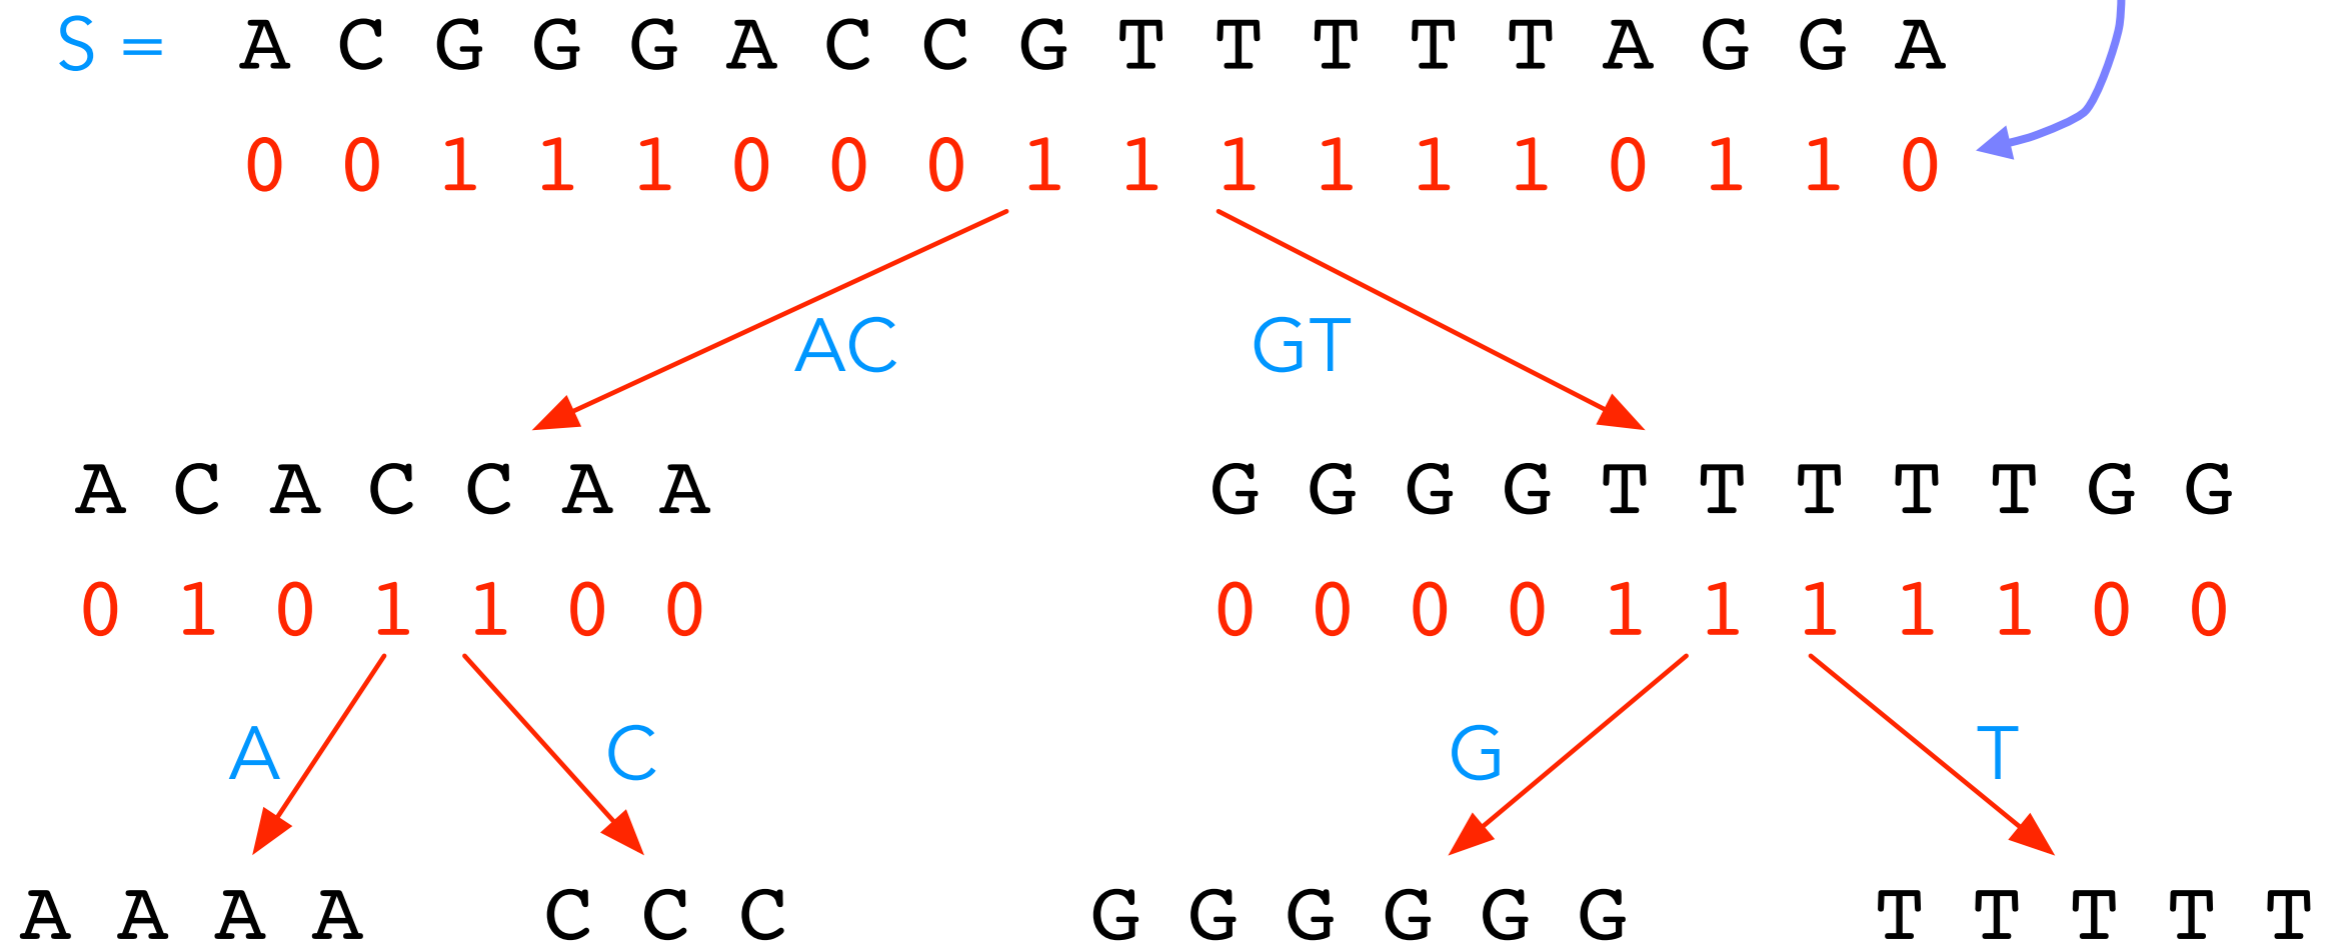 S = A C G G G A C C G T T T T T A G G A
0 0 1 1 1 0 0 0 1 1 1 1 1 1 0 1 1 0
AC GT
A C A C C A A G G G G T T T T T G G
0 1 0 1 1 0 0 0 0 0 0 1 1 1 1 1 0 0
A C G T
A A A A C C C G G G G G G T T T T T